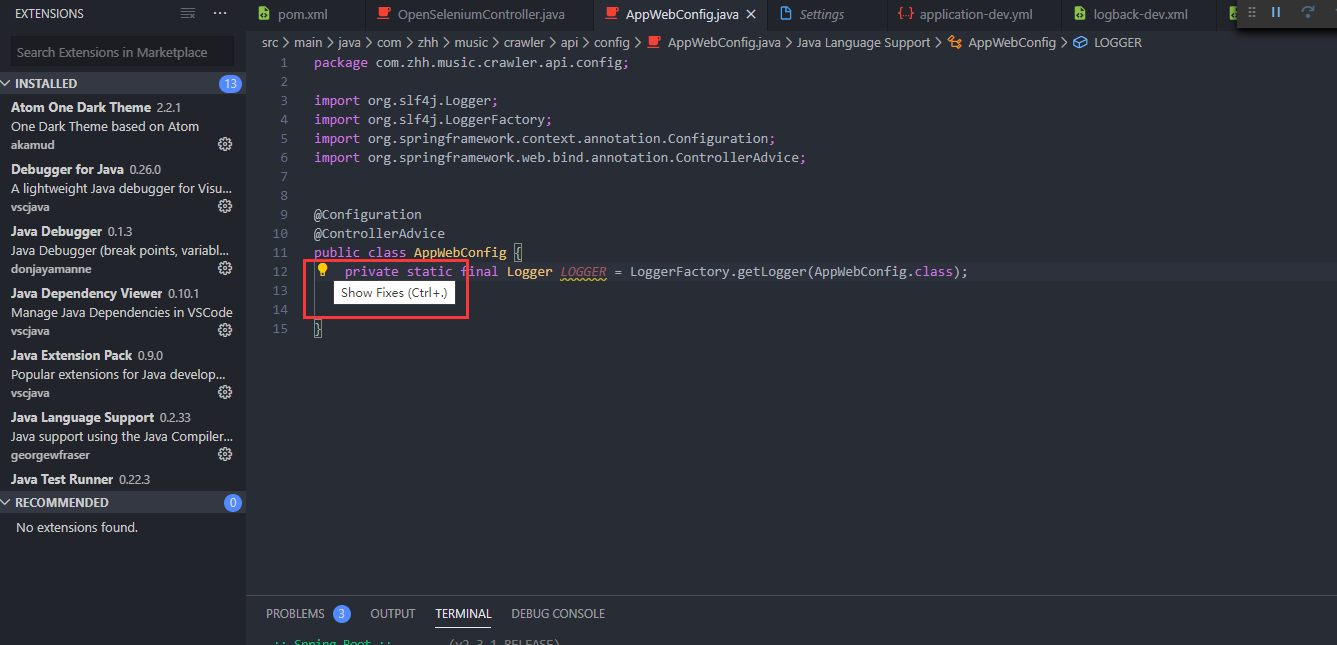 EXTENSIONS
Search Extensions in Marketplace
INSTALLED 13
Atom One Dark Theme 2.2.1
One Dark Theme based on Atom
akamud
Debugger for Java 0.26.0
A lightweight Java debugger for Visu...
vscjava
Java Debugger 0.1.3
Java Debugger (break points, variabl...
donjayamanne
Java Dependency Viewer 0.10.1
Manage Java Dependencies in VSCode
vscjava
Java Extension Pack 0.9.0
Popular extensions for Java develop...
vscjava
Java Language Support 0.2.33
Java support using the Java Compiler...
georgewfraser
Java Test Runner 0.22.3
RECOMMENDED 0
No extensions found.
pom.xml OpenSeleniumController.java AppWebConfig.java Settings application-dev.yml logback-dev.xml
src > main > java > com > zhh > music > crawler > api > config > AppWebConfig.java > Java Language Support > AppWebConfig > LOGGER
1 package com.zhh.music.crawler.api.config;
2
3 import org.slf4j.Logger;
4 import org.slf4j.LoggerFactory;
5 import org.springframework.context.annotation.Configuration;
6 import org.springframework.web.bind.annotation.ControllerAdvice;
7
8
9 @Configuration
10 @ControllerAdvice
11 public class AppWebConfig {
12 private static final Logger LOGGER = LoggerFactory.getLogger(AppWebConfig.class);
13
Show Fixes (Ctrl+.)
14
15 }
PROBLEMS 3 OUTPUT TERMINAL DEBUG CONSOLE
:: Spring Boot :: (v2.3.1.RELEASE)